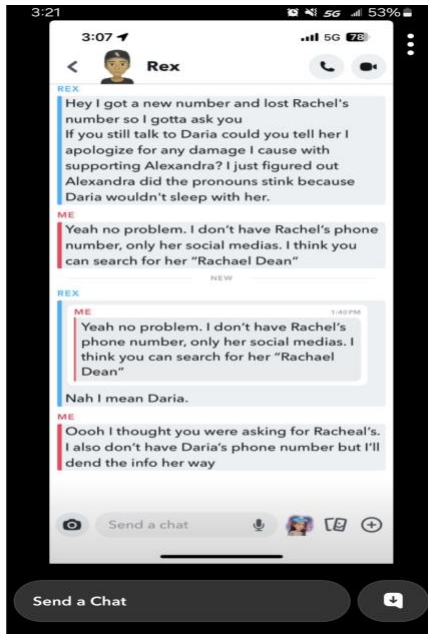 3:21
5G 53%
3:07
5G 78
Rex
REX
Hey I got a new number and lost Rachel's
number so I gotta ask you
If you still talk to Daria could you tell her I
apologize for any damage I cause with
supporting Alexandra? I just figured out
Alexandra did the pronouns stink because
Daria wouldn't sleep with her.
ME
Yeah no problem. I don't have Rachel's phone
number, only her social medias. I think you
can search for her "Rachael Dean"
NEW
REX
ME 1:40 PM
Yeah no problem. I don't have Rachel's
phone number, only her social medias. I
think you can search for her "Rachael
Dean"
Nah I mean Daria.
ME
Oooh I thought you were asking for Racheal's.
I also don't have Daria's phone number but I'll
dend the info her way
Send a chat
Send a Chat